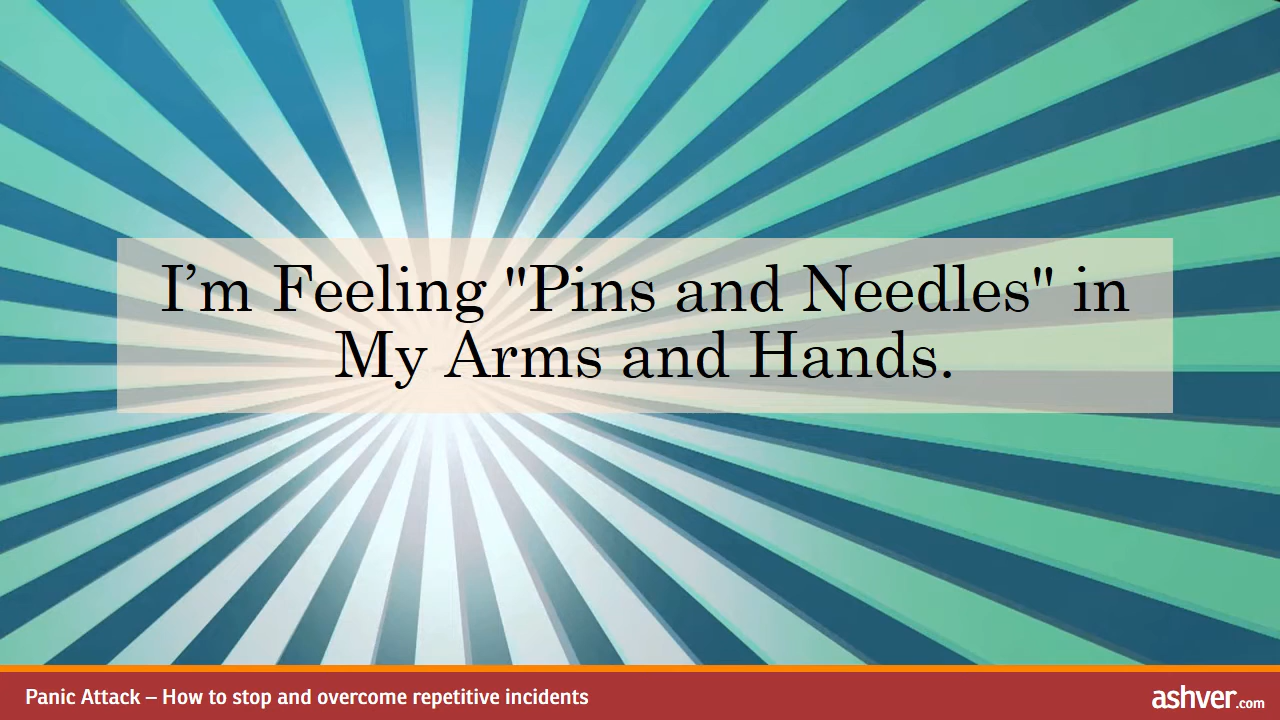 I’m Feeling "Pins and Needles" in
My Arms and Hands.
Panic Attack – How to stop and overcome repetitive incidents
ashver.com